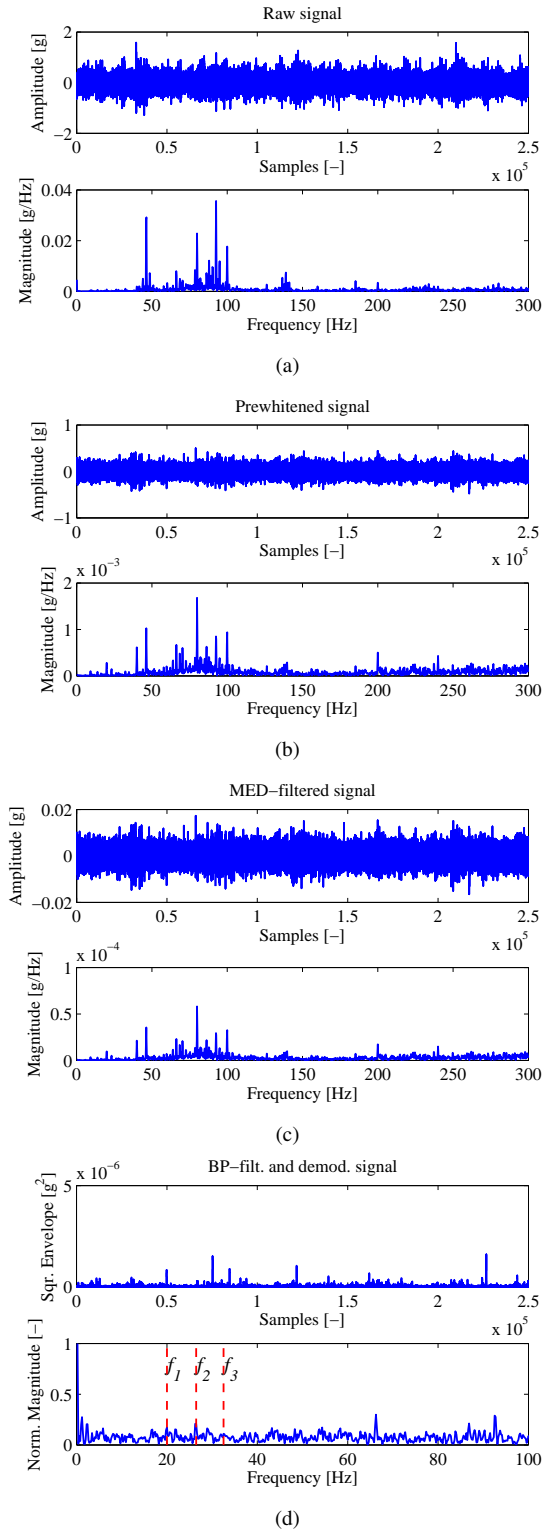 Raw signal
Amplitude [g]
2
0
−2
0 0.5 1 1.5 2 2.5
Samples [−]
x 10^5
Magnitude [g/Hz]
0.04
0.02
0
0 50 100 150 200 250 300
Frequency [Hz]
(a)
Prewhitened signal
Amplitude [g]
1
0
−1
0 0.5 1 1.5 2 2.5
Samples [−]
x 10^5
x 10^−3
Magnitude [g/Hz]
2
1
0
0 50 100 150 200 250 300
Frequency [Hz]
(b)
MED−filtered signal
Amplitude [g]
0.02
0
−0.02
0 0.5 1 1.5 2 2.5
Samples [−]
x 10^5
x 10^−4
Magnitude [g/Hz]
1
0.5
0
0 50 100 150 200 250 300
Frequency [Hz]
(c)
BP−filt. and demod. signal
x 10^−6
Sqr. Envelope [g^2]
5
0
0 0.5 1 1.5 2 2.5
Samples [−]
x 10^5
Norm. Magnitude [−]
1
0.5
0
f_1 f_2 f_3
0 20 40 60 80 100
Frequency [Hz]
(d)